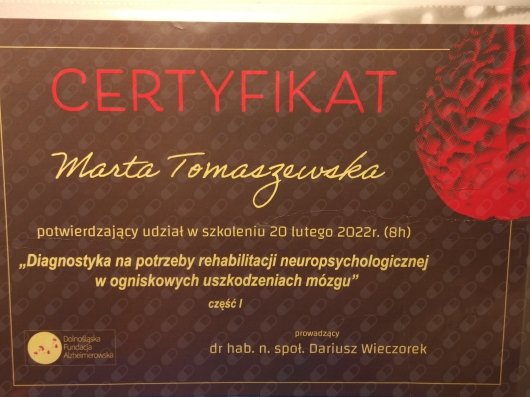 CERTYFIKAT
Marta Tomaszewska
potwierdzający udział w szkoleniu 20 lutego 2022r. (8h)
„Diagnostyka na potrzeby rehabilitacji neuropsychologicznej
w ogniskowych uszkodzeniach mózgu”
część I
prowadzący
dr hab. n. społ. Dariusz Wieczorek
Dolnośląska
Fundacja
Alzheimerowska